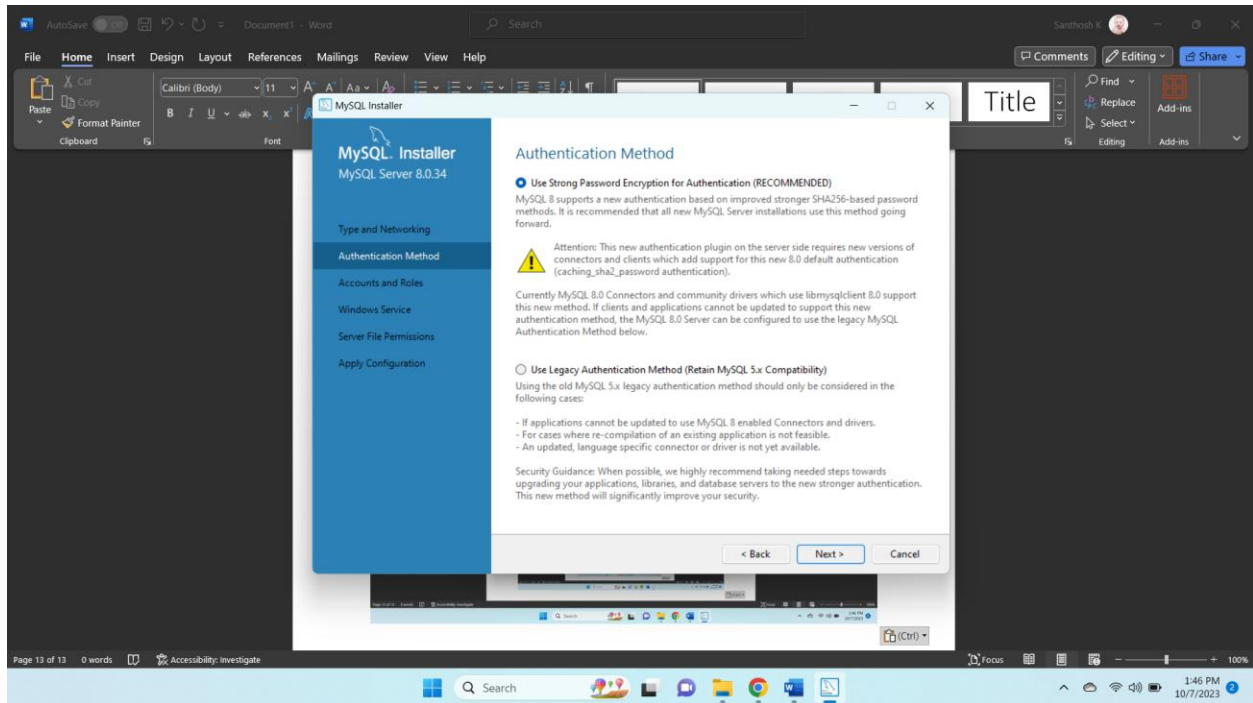 AutoSave Off Document1 - Word Search Santhosh K
File Home Insert Design Layout References Mailings Review View Help Comments Editing Share
Cut
Copy
Format Painter
Paste
Calibri (Body) 11
Title
Find
Replace
Select
Add-ins
Clipboard Font Editing Add-ins
MySQL Installer
MySQL. Installer
MySQL Server 8.0.34
Type and Networking
Authentication Method
Accounts and Roles
Windows Service
Server File Permissions
Apply Configuration
Authentication Method
Use Strong Password Encryption for Authentication (RECOMMENDED)
MySQL 8 supports a new authentication based on improved stronger SHA256-based password
methods. It is recommended that all new MySQL Server installations use this method going
forward.
Attention: This new authentication plugin on the server side requires new versions of
connectors and clients which add support for this new 8.0 default authentication
(caching_sha2_password authentication).
Currently MySQL 8.0 Connectors and community drivers which use libmysqlclient 8.0 support
this new method. If clients and applications cannot be updated to support this new
authentication method, the MySQL 8.0 Server can be configured to use the legacy MySQL
Authentication Method below.
Use Legacy Authentication Method (Retain MySQL 5.x Compatibility)
Using the old MySQL 5.x legacy authentication method should only be considered in the
following cases:
- If applications cannot be updated to use MySQL 8 enabled Connectors and drivers.
- For cases where re-compilation of an existing application is not feasible.
- An updated, language specific connector or driver is not yet available.
Security Guidance: When possible, we highly recommend taking needed steps towards
upgrading your applications, libraries, and database servers to the new stronger authentication.
This new method will significantly improve your security.
< Back Next > Cancel
(Ctrl)
Page 13 of 13 0 words Accessibility: Investigate Focus 100%
Search
1:46 PM
10/7/2023
2